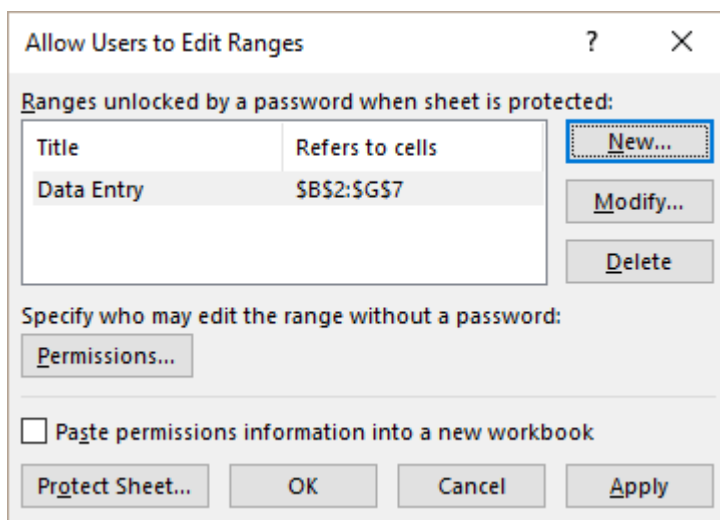 Allow Users to Edit Ranges ? X
Ranges unlocked by a password when sheet is protected:
Title Refers to cells
Data Entry $B$2:$G$7
New...
Modify...
Delete
Specify who may edit the range without a password:
Permissions...
Paste permissions information into a new workbook
Protect Sheet... OK Cancel Apply